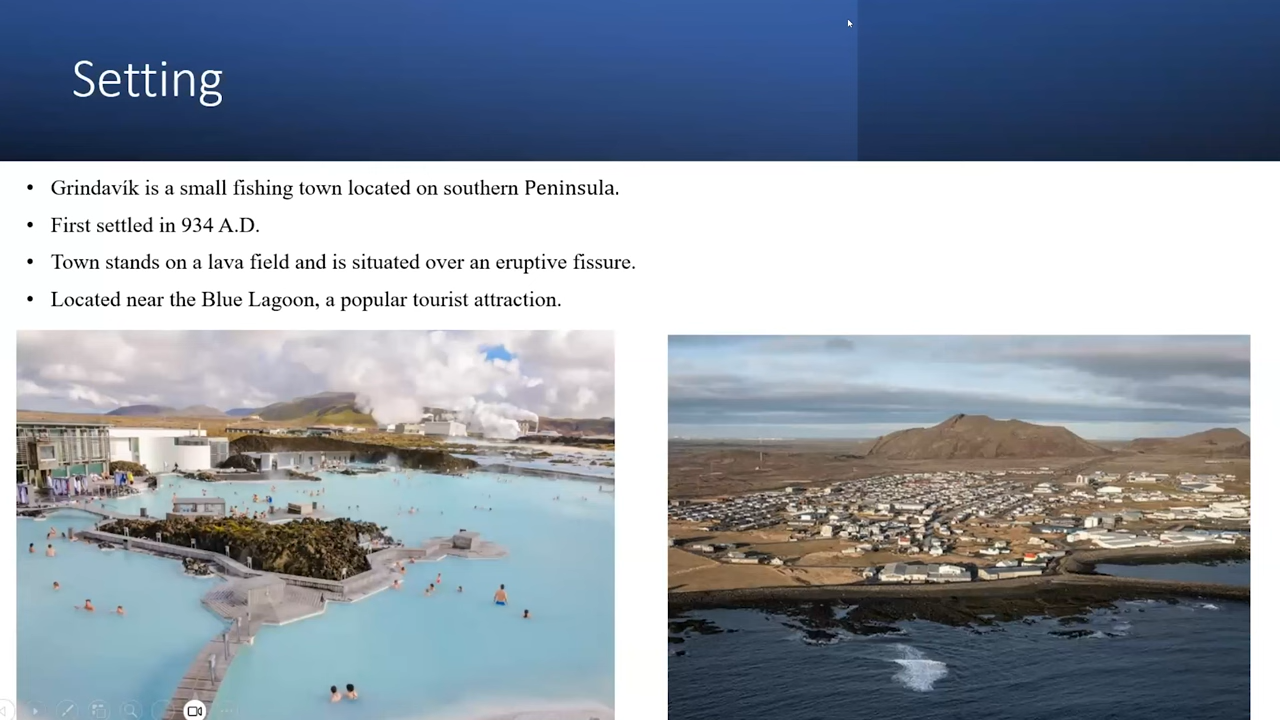 Setting
• Grindavík is a small fishing town located on southern Peninsula.
• First settled in 934 A.D.
• Town stands on a lava field and is situated over an eruptive fissure.
• Located near the Blue Lagoon, a popular tourist attraction.